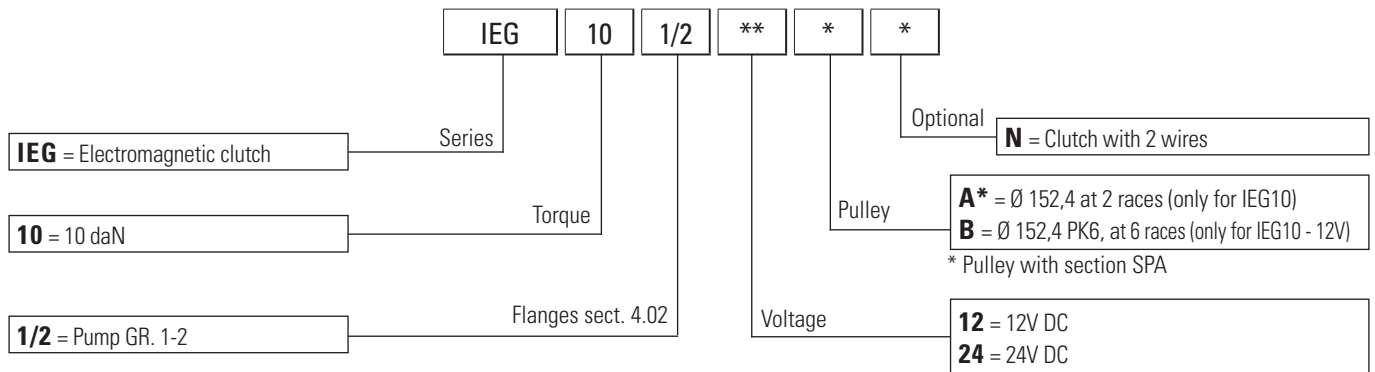 IEG 10 1/2 ** * *
Optional
N = Clutch with 2 wires
Series
IEG = Electromagnetic clutch
Pulley
A* = Ø 152,4 at 2 races (only for IEG10)
B = Ø 152,4 PK6, at 6 races (only for IEG10 - 12V)
* Pulley with section SPA
Torque
10 = 10 daN
Flanges sect. 4.02
1/2 = Pump GR. 1-2
Voltage
12 = 12V DC
24 = 24V DC